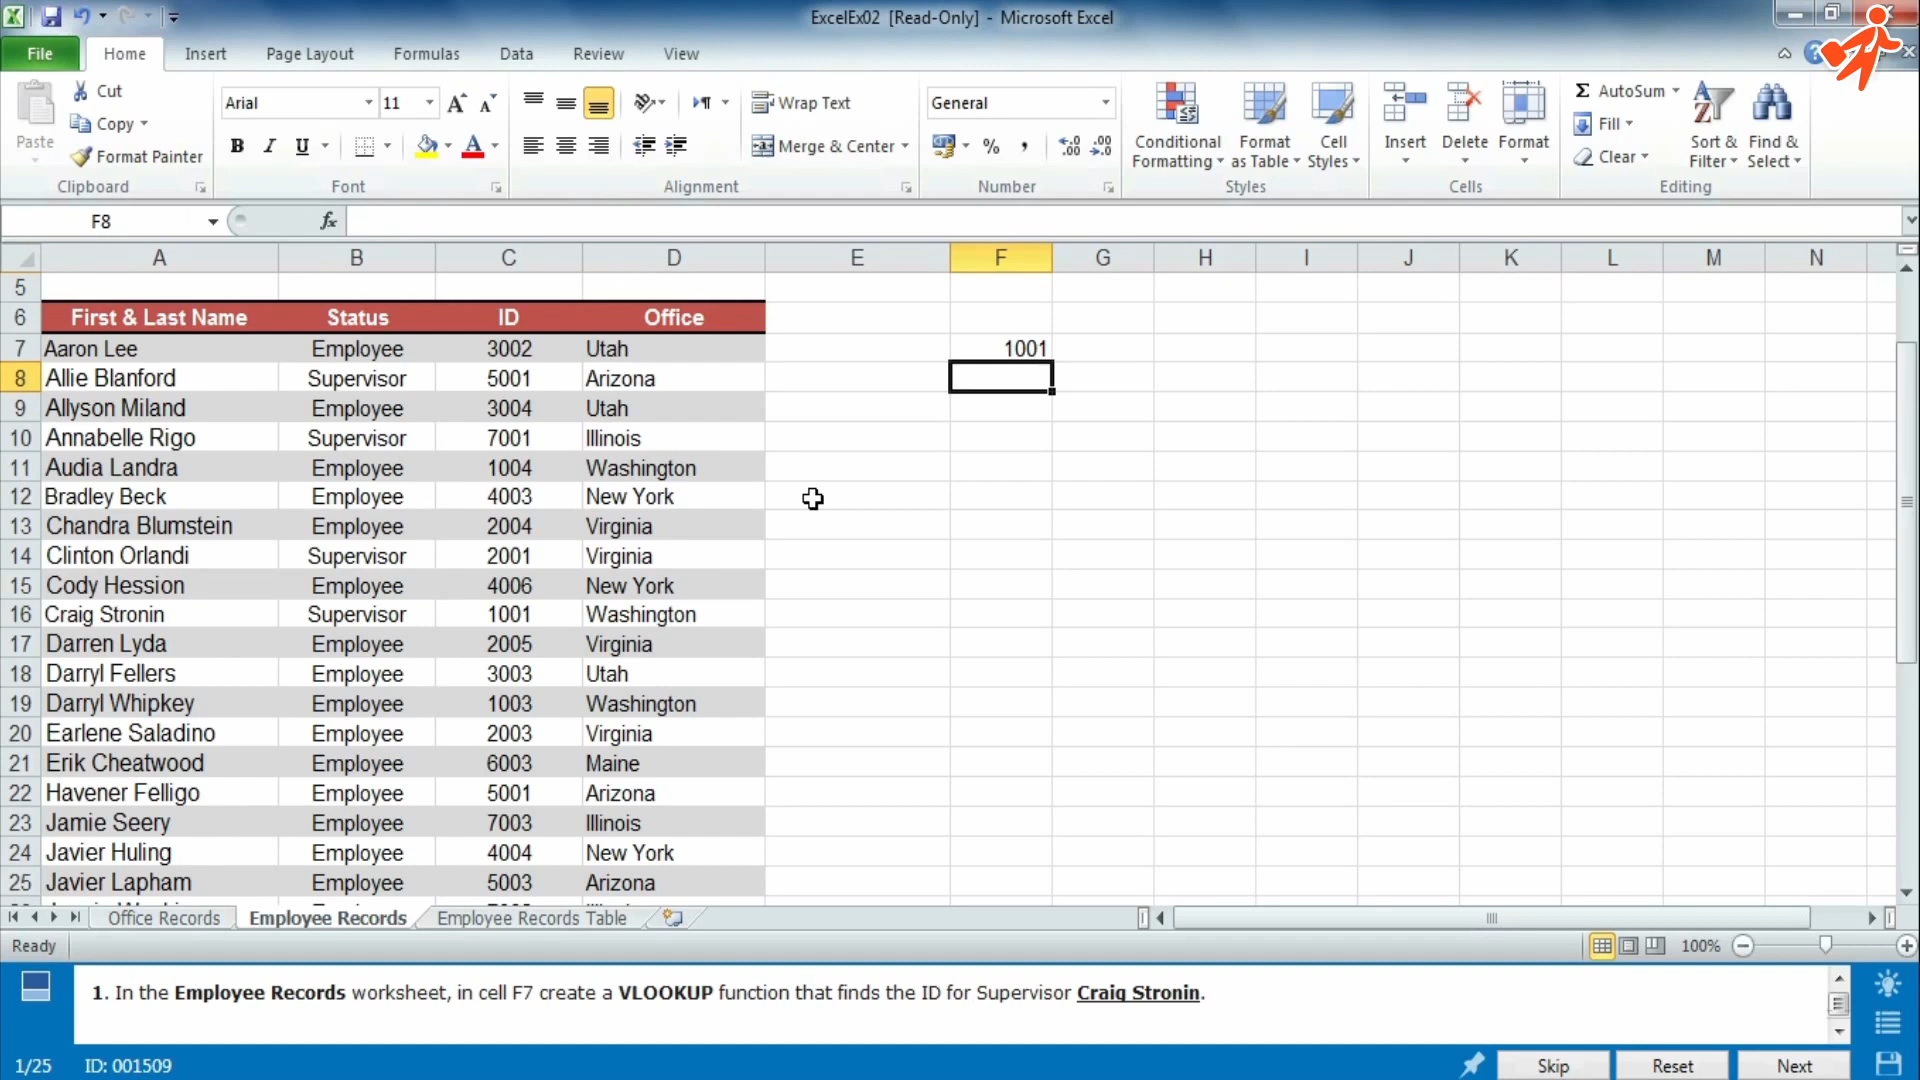 ExcelEx02 [Read-Only] - Microsoft Excel
File Home Insert Page Layout Formulas Data Review View
Paste
Cut
Copy
Format Painter
Clipboard
Arial 11
B I U
Font
Alignment
Wrap Text
Merge & Center
General
%
Number
Conditional Formatting
Format as Table
Cell Styles
Styles
Insert Delete Format
Cells
Σ AutoSum
Fill
Clear
Sort & Filter
Find & Select
Editing
F8 fx
A B C D E F G H I J K L M N
5
6 First & Last Name Status ID Office
7 Aaron Lee Employee 3002 Utah 1001
8 Allie Blanford Supervisor 5001 Arizona
9 Allyson Miland Employee 3004 Utah
10 Annabelle Rigo Supervisor 7001 Illinois
11 Audia Landra Employee 1004 Washington
12 Bradley Beck Employee 4003 New York
13 Chandra Blumstein Employee 2004 Virginia
14 Clinton Orlandi Supervisor 2001 Virginia
15 Cody Hession Employee 4006 New York
16 Craig Stronin Supervisor 1001 Washington
17 Darren Lyda Employee 2005 Virginia
18 Darryl Fellers Employee 3003 Utah
19 Darryl Whipkey Employee 1003 Washington
20 Earlene Saladino Employee 2003 Virginia
21 Erik Cheatwood Employee 6003 Maine
22 Havener Felligo Employee 5001 Arizona
23 Jamie Seery Employee 7003 Illinois
24 Javier Huling Employee 4004 New York
25 Javier Lapham Employee 5003 Arizona
Office Records Employee Records Employee Records Table
Ready 100%
1. In the Employee Records worksheet, in cell F7 create a VLOOKUP function that finds the ID for Supervisor Craig Stronin.
1/25 ID: 001509 Skip Reset Next